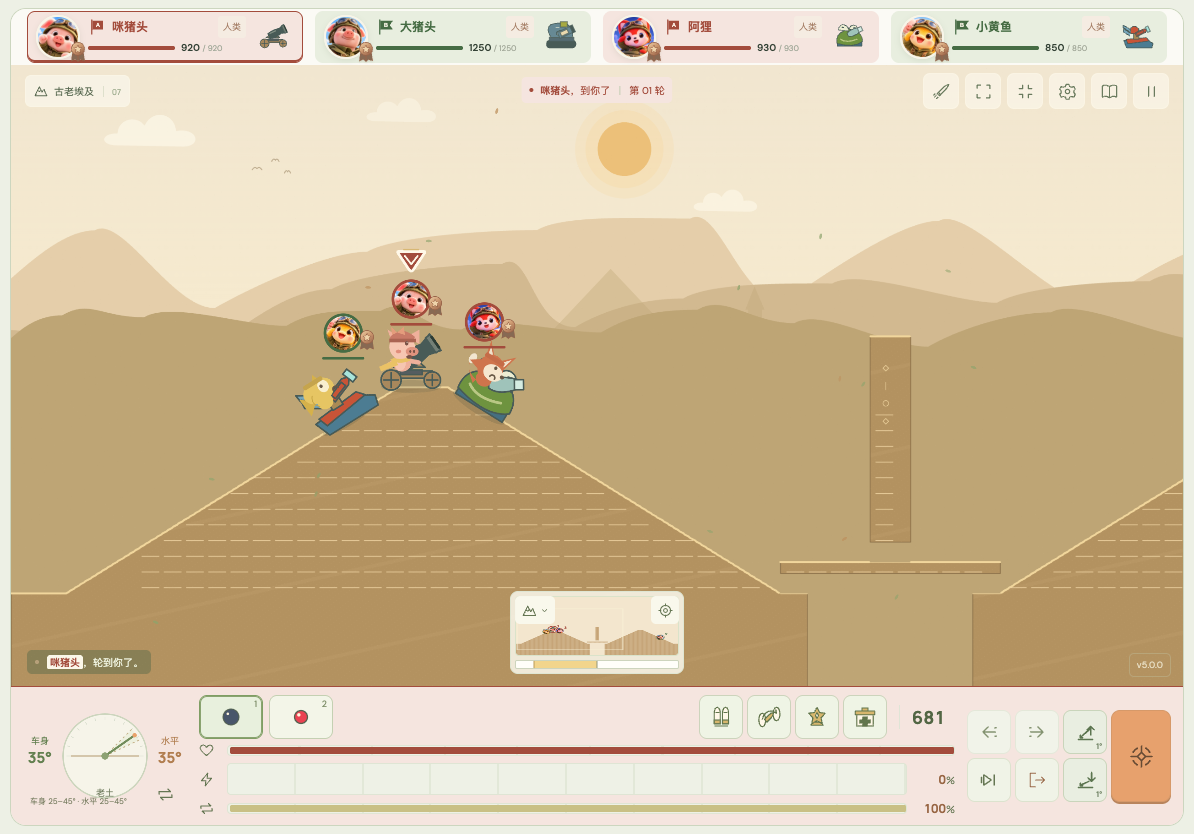 咪猪头 人类
920 / 920
大猪头 人类
1250 / 1250
阿狸 人类
930 / 930
小黄鱼 人类
850 / 850
古老埃及 07
咪猪头，到你了 第 01 轮
咪猪头，轮到你了。
v5.0.0
车身
35°
水平
35°
老土
车身 25–45° · 水平 25–45°
1
2
681
0%
100%
1°
1°